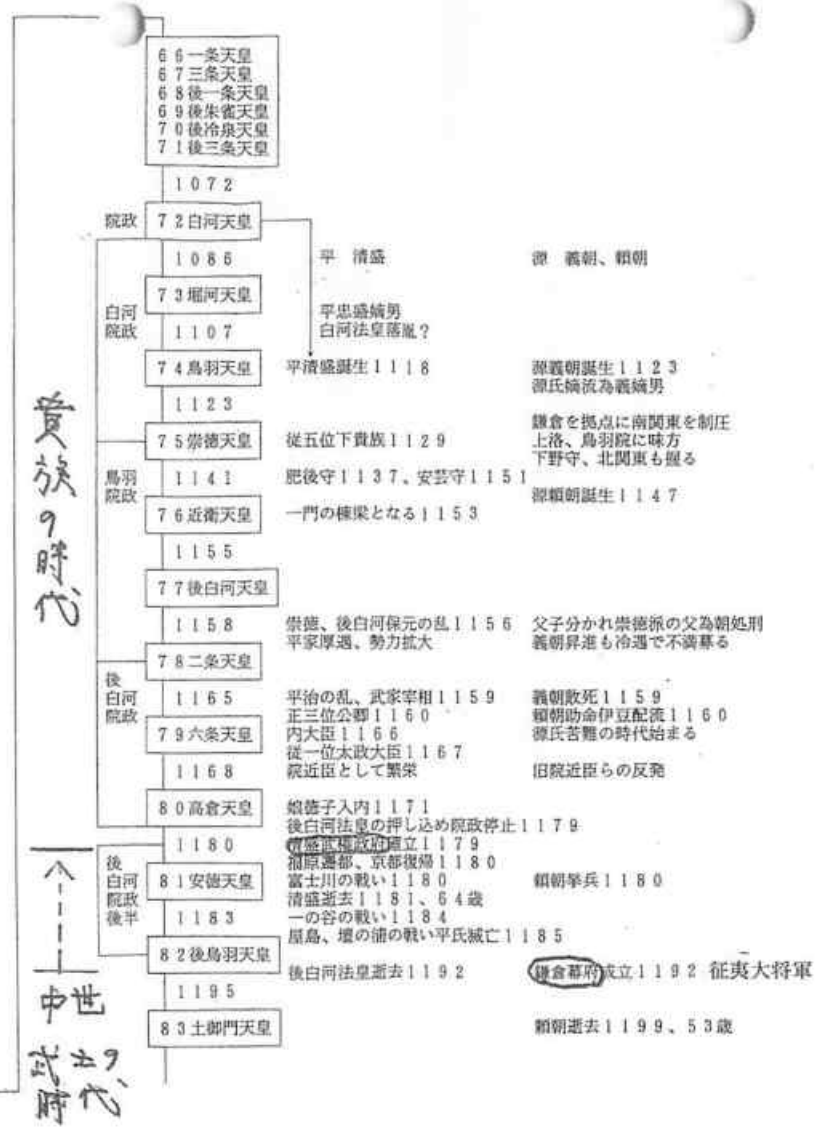 66一条天皇
67三条天皇
68後一条天皇
69後朱雀天皇
70後冷泉天皇
71後三条天皇
1072
院政
72白河天皇
1086
平 清盛
源 義朝、頼朝
73堀河天皇
白河
院政
平忠盛嫡男
白河法皇落胤?
1107
74鳥羽天皇
平清盛誕生1118
源義朝誕生1123
源氏嫡流為義嫡男
1123
鎌倉を拠点に南関東を制圧
上洛、鳥羽院に味方
下野守、北関東も握る
75崇徳天皇
従五位下貴族1129
鳥羽
院政
1141
肥後守1137、安芸守1151
源頼朝誕生1147
76近衛天皇
一門の棟梁となる1153
1155
77後白河天皇
1158
崇徳、後白河保元の乱1156
平家厚遇、勢力拡大
父子分かれ崇徳派の父為朝処刑
義朝昇進も冷遇で不満募る
78二条天皇
後
白河
院政
1165
平治の乱、武家宰相1159
正三位公卿1160
義朝敗死1159
頼朝助命伊豆配流1160
79六条天皇
内大臣1166
従一位太政大臣1167
源氏苦難の時代始まる
1168
院近臣として繁栄
旧院近臣らの反発
80高倉天皇
娘徳子入内1171
後白河法皇の押し込め院政停止1179
1180
清盛武権政府確立1179
福原遷都、京都復帰1180
後
白河
院政
後半
81安徳天皇
富士川の戦い1180
頼朝挙兵1180
清盛逝去1181、64歳
1183
一の谷の戦い1184
屋島、壇の浦の戦い平氏滅亡1185
82後鳥羽天皇
後白河法皇逝去1192
鎌倉幕府成立1192 征夷大将軍
1195
83土御門天皇
頼朝逝去1199、53歳
貴族の時代
中世
武士の
時代